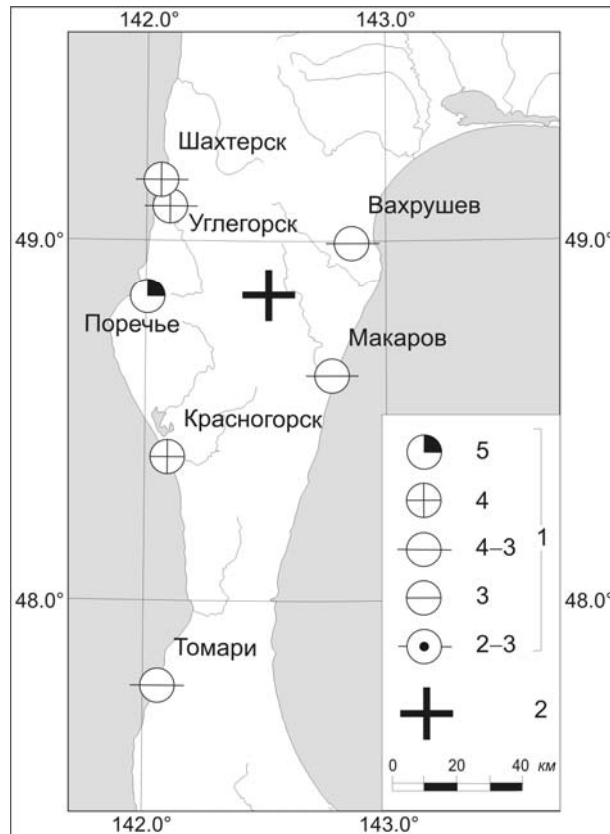 142.0° 143.0°
Шахтерск
Вахрушев
Углегорск
49.0° 49.0°
Поречье
Макаров
Красногорск
5
4
4–3
1
3
48.0° 48.0°
2–3
Томари
2
км
0 20 40
142.0° 143.0°